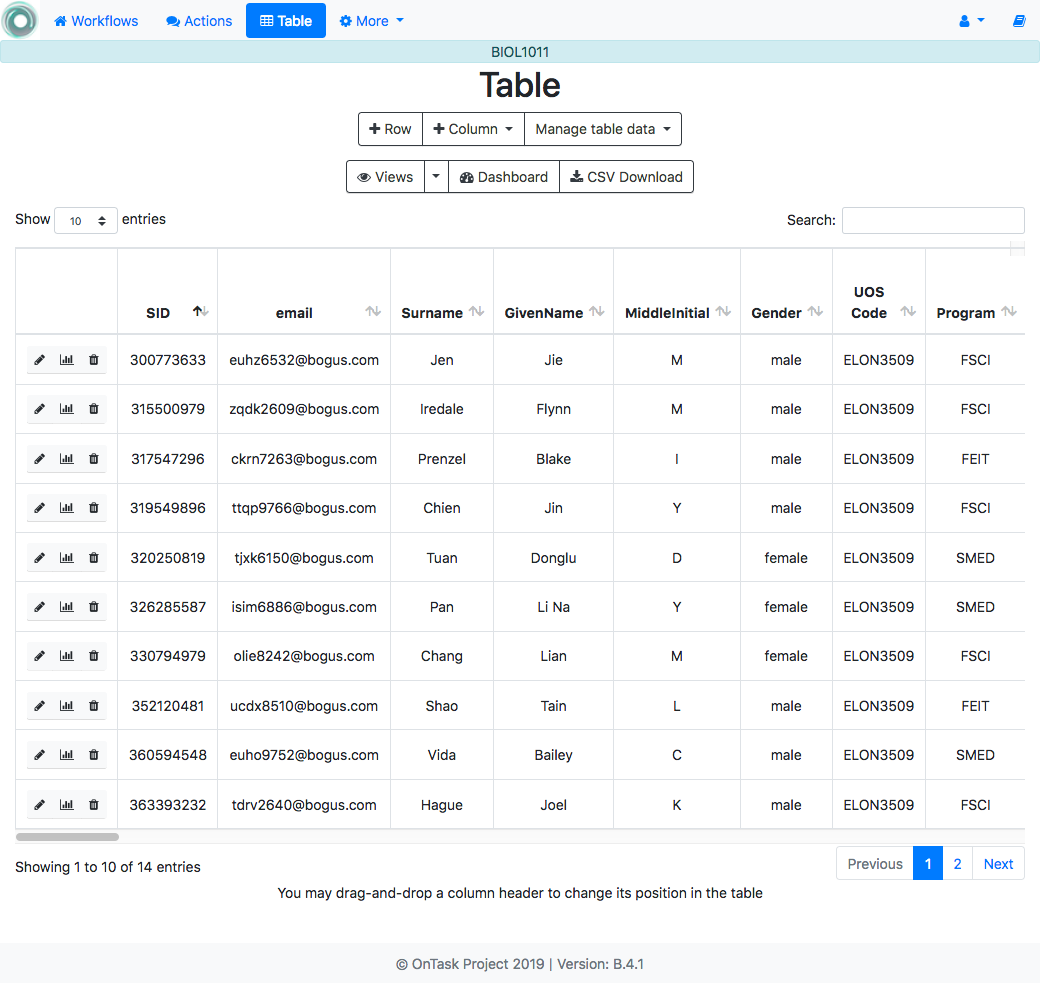 Workflows Actions Table More
BIOL1011
Table
Row Column Manage table data
Views Dashboard CSV Download
Show 10 entries Search:
SID email Surname GivenName MiddleInitial Gender UOS Code Program
300773633 euhz6532@bogus.com Jen Jie M male ELON3509 FSCI
315500979 zqdk2609@bogus.com Iredale Flynn M male ELON3509 FSCI
317547296 ckrn7263@bogus.com Prenzel Blake I male ELON3509 FEIT
319549896 ttqp9766@bogus.com Chien Jin Y male ELON3509 FSCI
320250819 tjxk6150@bogus.com Tuan Donglu D female ELON3509 SMED
326285587 isim6886@bogus.com Pan Li Na Y female ELON3509 SMED
330794979 olie8242@bogus.com Chang Lian M female ELON3509 FSCI
352120481 ucdx8510@bogus.com Shao Tain L male ELON3509 FEIT
360594548 euho9752@bogus.com Vida Bailey C male ELON3509 SMED
363393232 tdrv2640@bogus.com Hague Joel K male ELON3509 FSCI
Showing 1 to 10 of 14 entries Previous 1 2 Next
You may drag-and-drop a column header to change its position in the table
© OnTask Project 2019 | Version: B.4.1